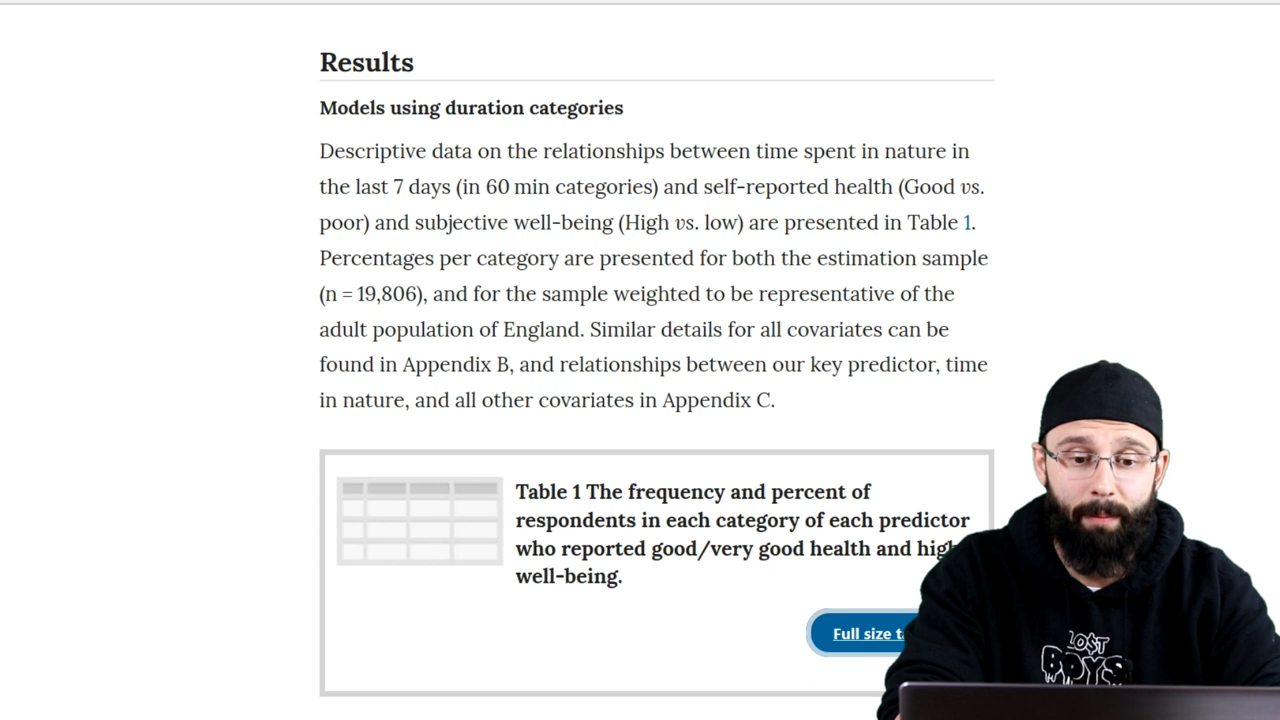 Results
Models using duration categories
Descriptive data on the relationships between time spent in nature in
the last 7 days (in 60 min categories) and self-reported health (Good vs.
poor) and subjective well-being (High vs. low) are presented in Table 1.
Percentages per category are presented for both the estimation sample
(n = 19,806), and for the sample weighted to be representative of the
adult population of England. Similar details for all covariates can be
found in Appendix B, and relationships between our key predictor, time
in nature, and all other covariates in Appendix C.
Table 1 The frequency and percent of
respondents in each category of each predictor
who reported good/very good health and high
well-being.
Full size
LO$T
BOYS